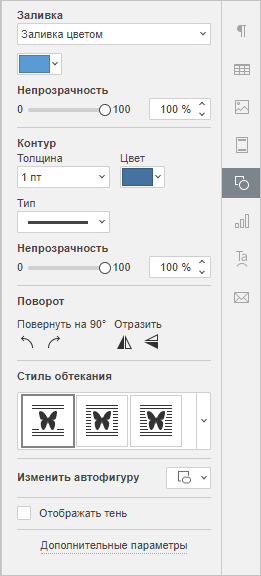 Заливка
Заливка цветом
Непрозрачность
0 100 100 %
Контур
Толщина Цвет
1 пт
Тип
Непрозрачность
0 100 100 %
Поворот
Повернуть на 90° Отразить
Стиль обтекания
Изменить автофигуру
Отображать тень
Дополнительные параметры
Ta